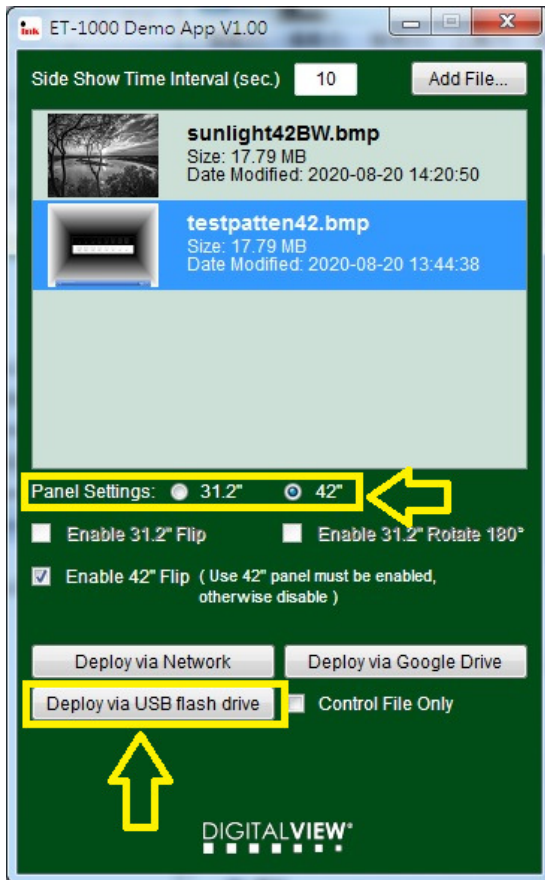 ink ET-1000 Demo App V1.00
Side Show Time Interval (sec.) 10 Add File...
sunlight42BW.bmp
Size: 17.79 MB
Date Modified: 2020-08-20 14:20:50
testpatten42.bmp
Size: 17.79 MB
Date Modified: 2020-08-20 13:44:38
Panel Settings: 31.2" 42"
Enable 31.2" Flip Enable 31.2" Rotate 180°
Enable 42" Flip ( Use 42" panel must be enabled,
otherwise disable )
Deploy via Network Deploy via Google Drive
Deploy via USB flash drive Control File Only
DIGITALVIEW®